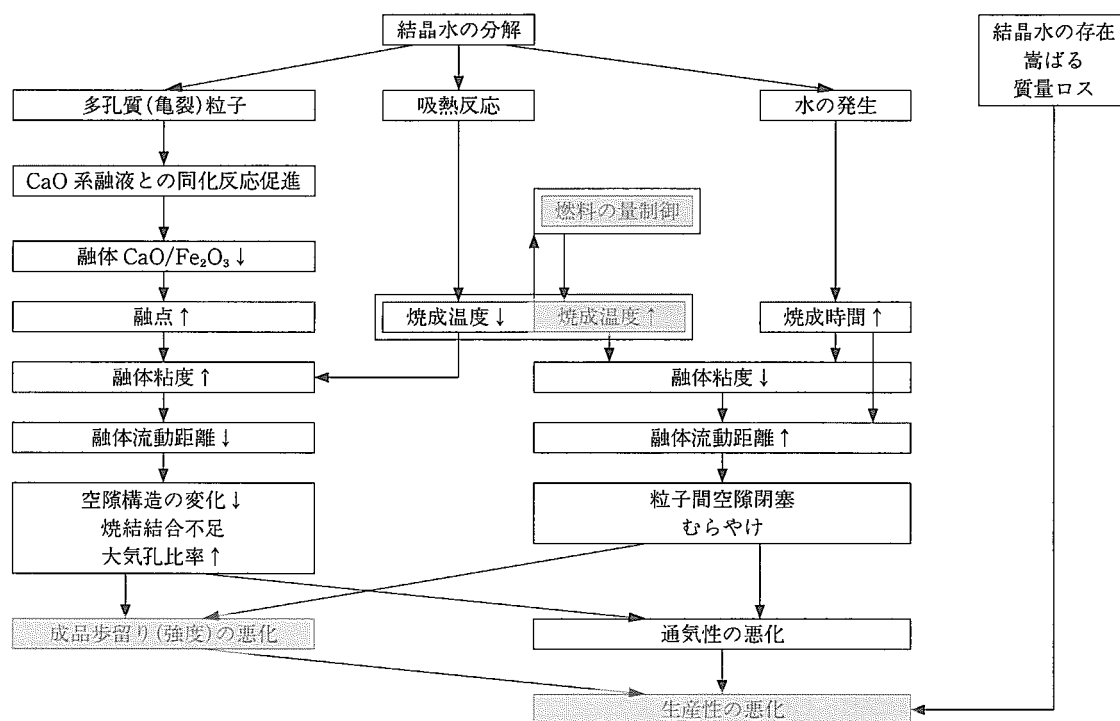 結晶水の分解
結晶水の存在
嵩ばる
質量ロス
多孔質(亀裂)粒子
吸熱反応
水の発生
CaO 系融液との同化反応促進
燃料の量制御
融体 CaO/Fe₂O₃ ↓
融点 ↑
焼成温度 ↓
焼成温度 ↑
焼成時間 ↑
融体粘度 ↑
融体粘度 ↓
融体流動距離 ↓
融体流動距離 ↑
空隙構造の変化 ↓
焼結結合不足
大気孔比率 ↑
粒子間空隙閉塞
むらやけ
成品歩留り(強度)の悪化
通気性の悪化
生産性の悪化